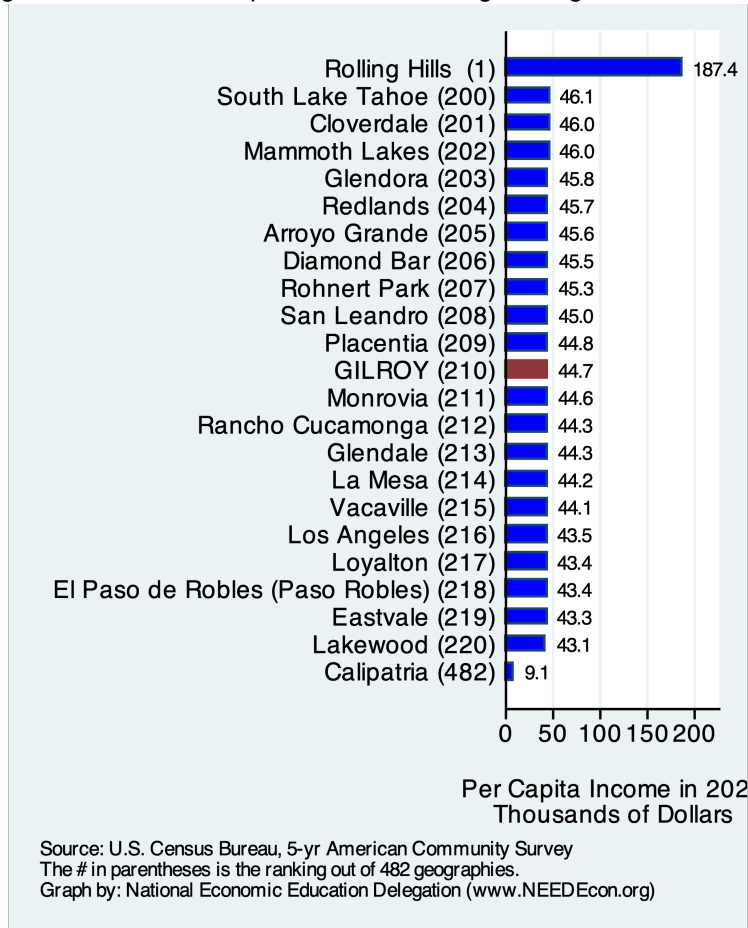 Rolling Hills (1) 187.4
South Lake Tahoe (200) 46.1
Cloverdale (201) 46.0
Mammoth Lakes (202) 46.0
Glendora (203) 45.8
Redlands (204) 45.7
Arroyo Grande (205) 45.6
Diamond Bar (206) 45.5
Rohnert Park (207) 45.3
San Leandro (208) 45.0
Placentia (209) 44.8
GILROY (210) 44.7
Monrovia (211) 44.6
Rancho Cucamonga (212) 44.3
Glendale (213) 44.3
La Mesa (214) 44.2
Vacaville (215) 44.1
Los Angeles (216) 43.5
Loyalton (217) 43.4
El Paso de Robles (Paso Robles) (218) 43.4
Eastvale (219) 43.3
Lakewood (220) 43.1
Calipatria (482) 9.1
0 50 100 150 200
Per Capita Income in 202
Thousands of Dollars
Source: U.S. Census Bureau, 5-yr American Community Survey
The # in parentheses is the ranking out of 482 geographies.
Graph by: National Economic Education Delegation (www.NEEDEcon.org)